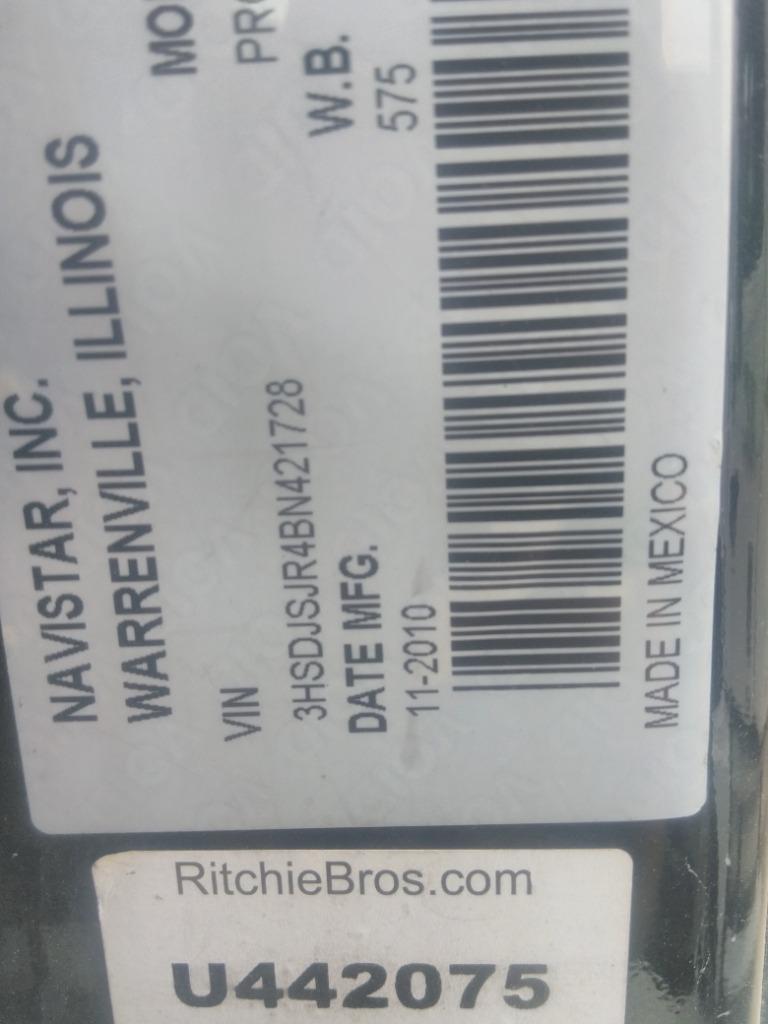 NAVISTAR, INC.
WARRENVILLE, ILLINOIS
VIN
3HSDJSJR4BN421728
DATE MFG.
W.B.
11-2010
575
MADE IN MEXICO
RitchieBros.com
U442075